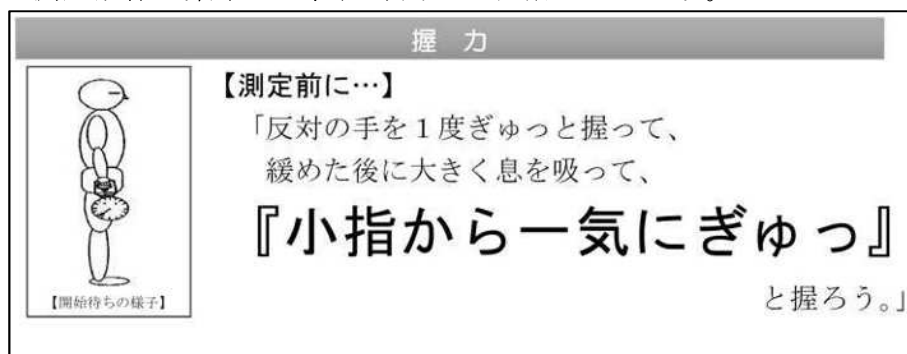 握 力
【測定前に…】
「反対の手を１度ぎゅっと握って、
緩めた後に大きく息を吸って、
『小指から一気にぎゅっ』
と握ろう。」
【開始待ちの様子】